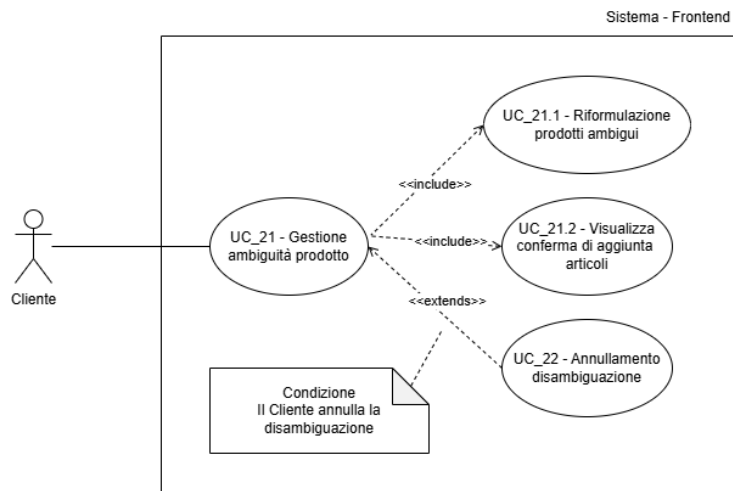 Sistema - Frontend
UC_21.1 - Riformulazione
prodotti ambigui
<<include>>
UC_21 - Gestione
ambiguità prodotto
<<include>>
UC_21.2 - Visualizza
conferma di aggiunta
articoli
Cliente
<<extends>>
UC_22 - Annullamento
disambiguazione
Condizione
Il Cliente annulla la
disambiguazione